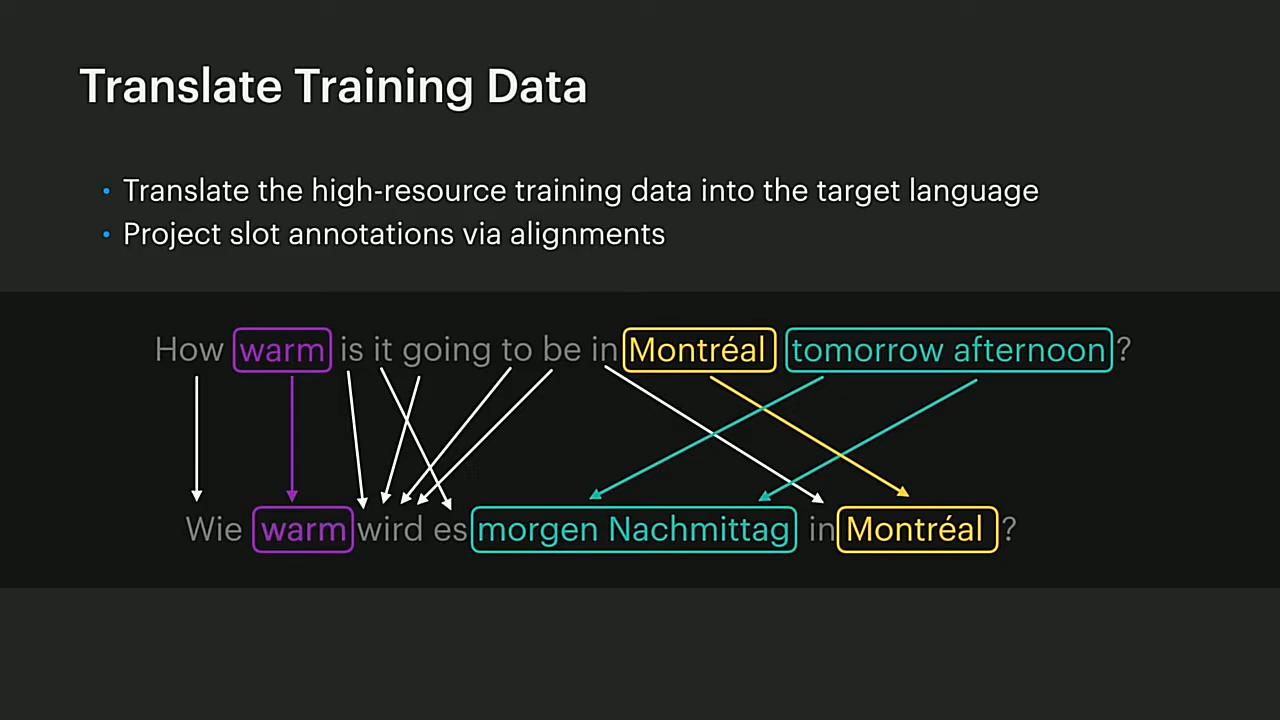 Translate Training Data
• Translate the high-resource training data into the target language
• Project slot annotations via alignments
How warm is it going to be in Montréal tomorrow afternoon ?
Wie warm wird es morgen Nachmittag in Montréal ?